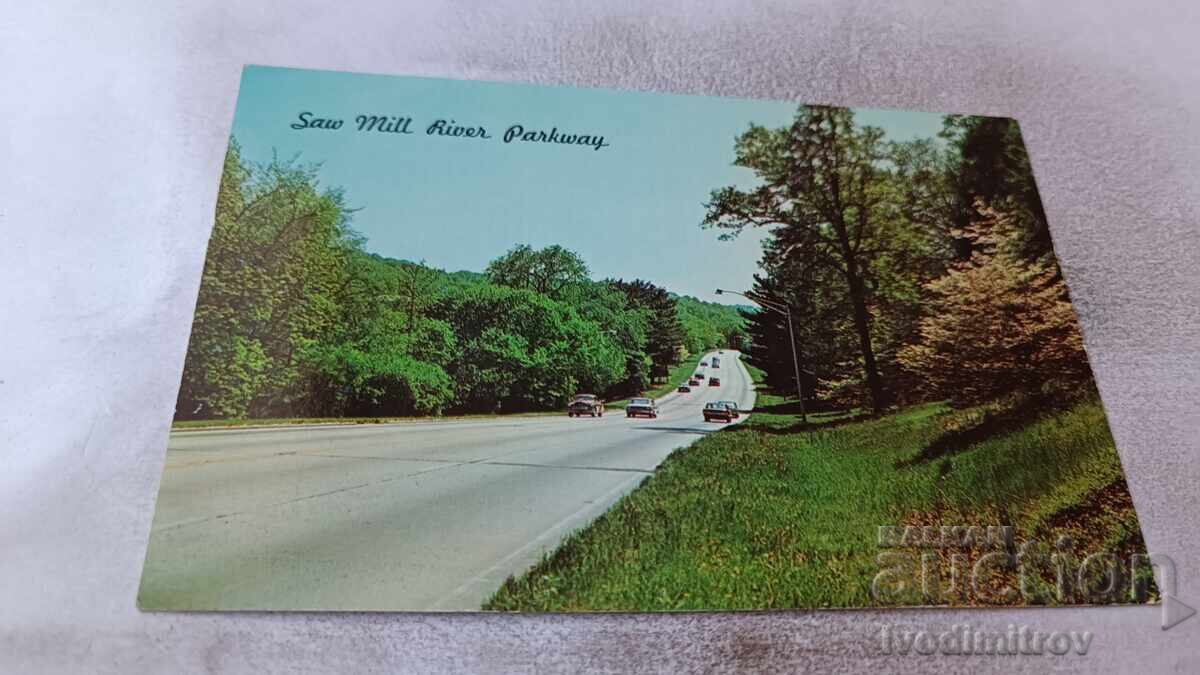 Saw Mill River Parkway
BALKAN
auction
ivodimitrov